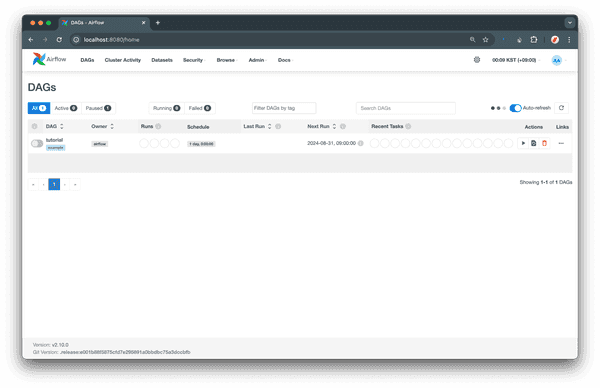 DAGs - Airflow
localhost:8080/home
Airflow DAGs Cluster Activity Datasets Security Browse Admin Docs 00:09 KST (+09:00) AA
DAGs
All 1 Active 0 Paused 1 Running 0 Failed 0 Filter DAGs by tag Search DAGs Auto-refresh
DAG Owner Runs Schedule Last Run Next Run Recent Tasks Actions Links
tutorial airflow 1 day, 0:00:00 2024-08-31, 09:00:00
example
« ‹ 1 › »
Showing 1-1 of 1 DAGs
Version: v2.10.0
Git Version: